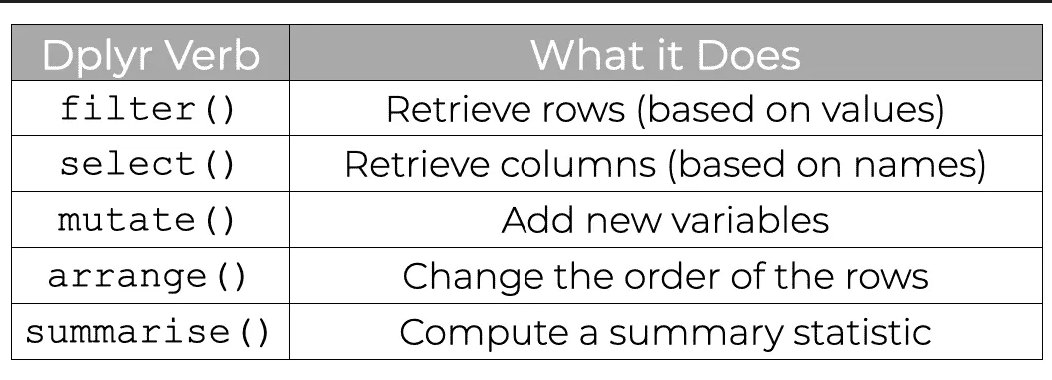 Dplyr Verb What it Does
filter() Retrieve rows (based on values)
select() Retrieve columns (based on names)
mutate() Add new variables
arrange() Change the order of the rows
summarise() Compute a summary statistic